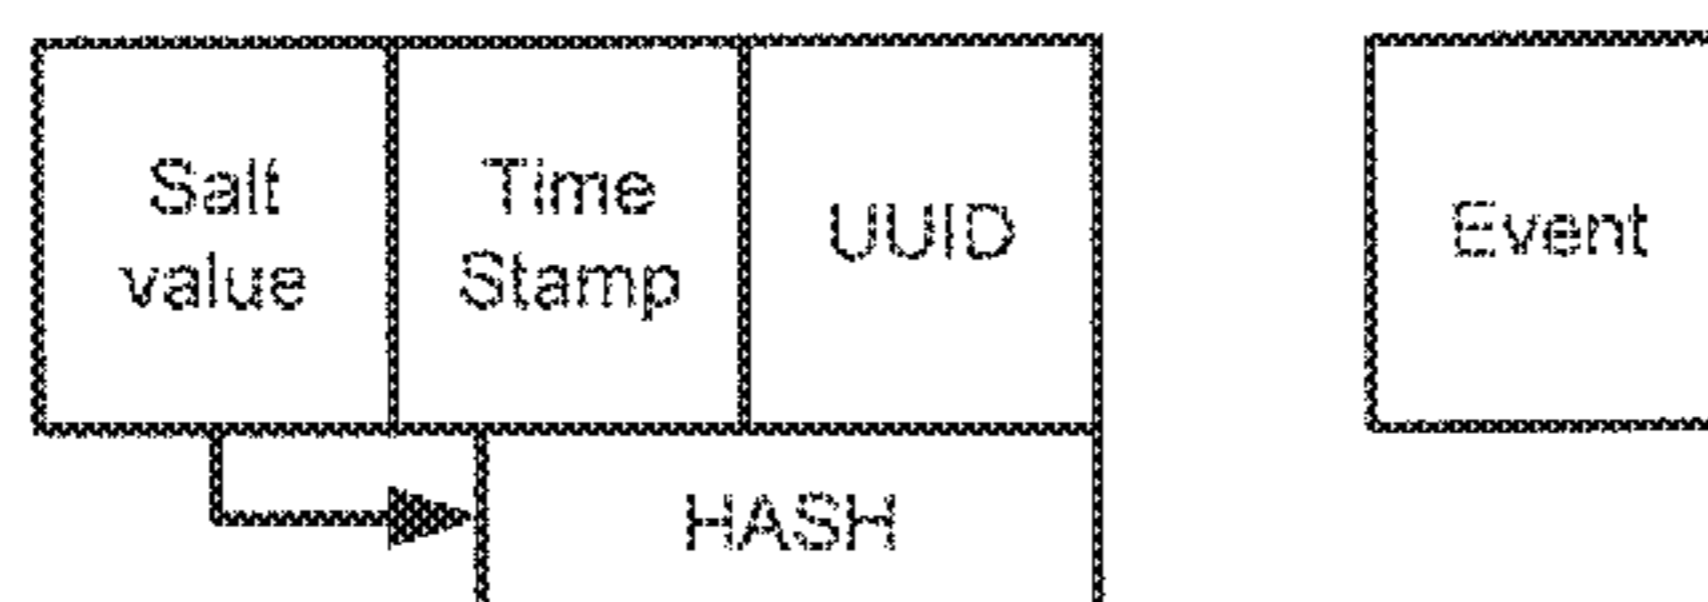 Salt
value
Time
Stamp
UUID
Event
HASH